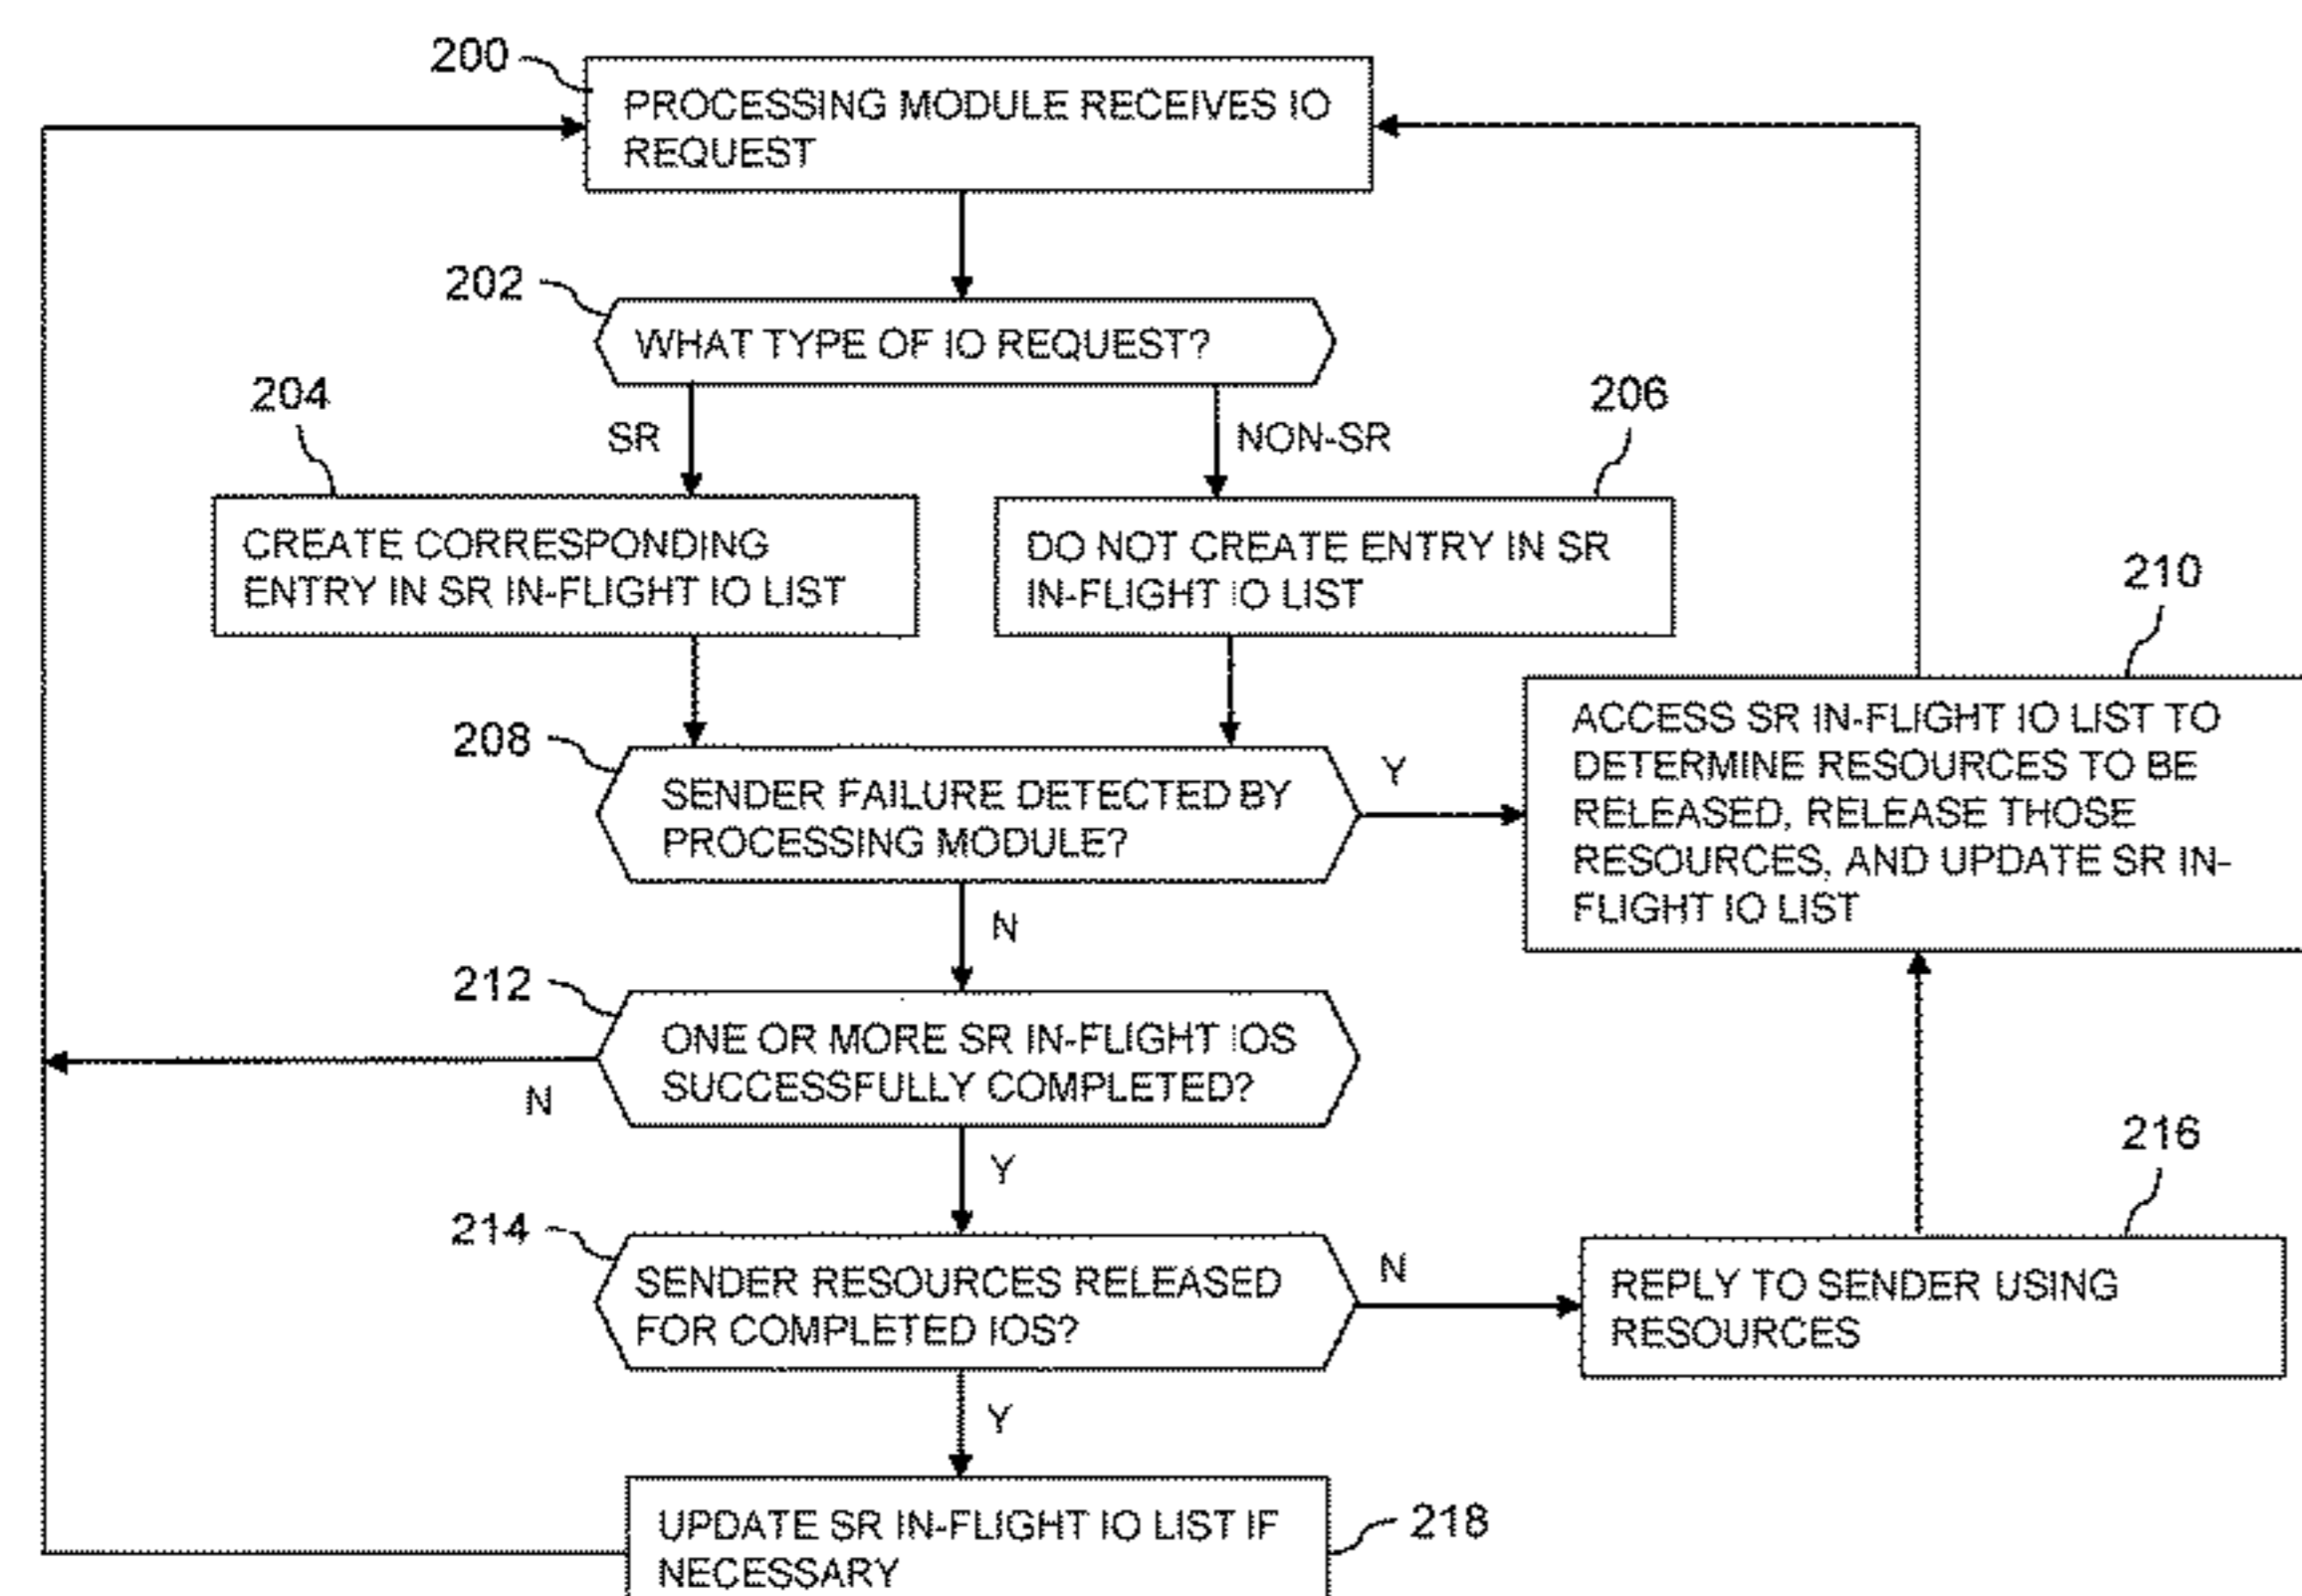 200
PROCESSING MODULE RECEIVES IO
REQUEST
202
WHAT TYPE OF IO REQUEST?
204
SR
NON-SR
206
CREATE CORRESPONDING
ENTRY IN SR IN-FLIGHT IO LIST
DO NOT CREATE ENTRY IN SR
IN-FLIGHT IO LIST
210
ACCESS SR IN-FLIGHT IO LIST TO
DETERMINE RESOURCES TO BE
RELEASED, RELEASE THOSE
RESOURCES, AND UPDATE SR IN-
FLIGHT IO LIST
208
SENDER FAILURE DETECTED BY
PROCESSING MODULE?
Y
N
212
ONE OR MORE SR IN-FLIGHT IOS
SUCCESSFULLY COMPLETED?
N
Y
214
SENDER RESOURCES RELEASED
FOR COMPLETED IOS?
N
216
REPLY TO SENDER USING
RESOURCES
Y
UPDATE SR IN-FLIGHT IO LIST IF
NECESSARY
218